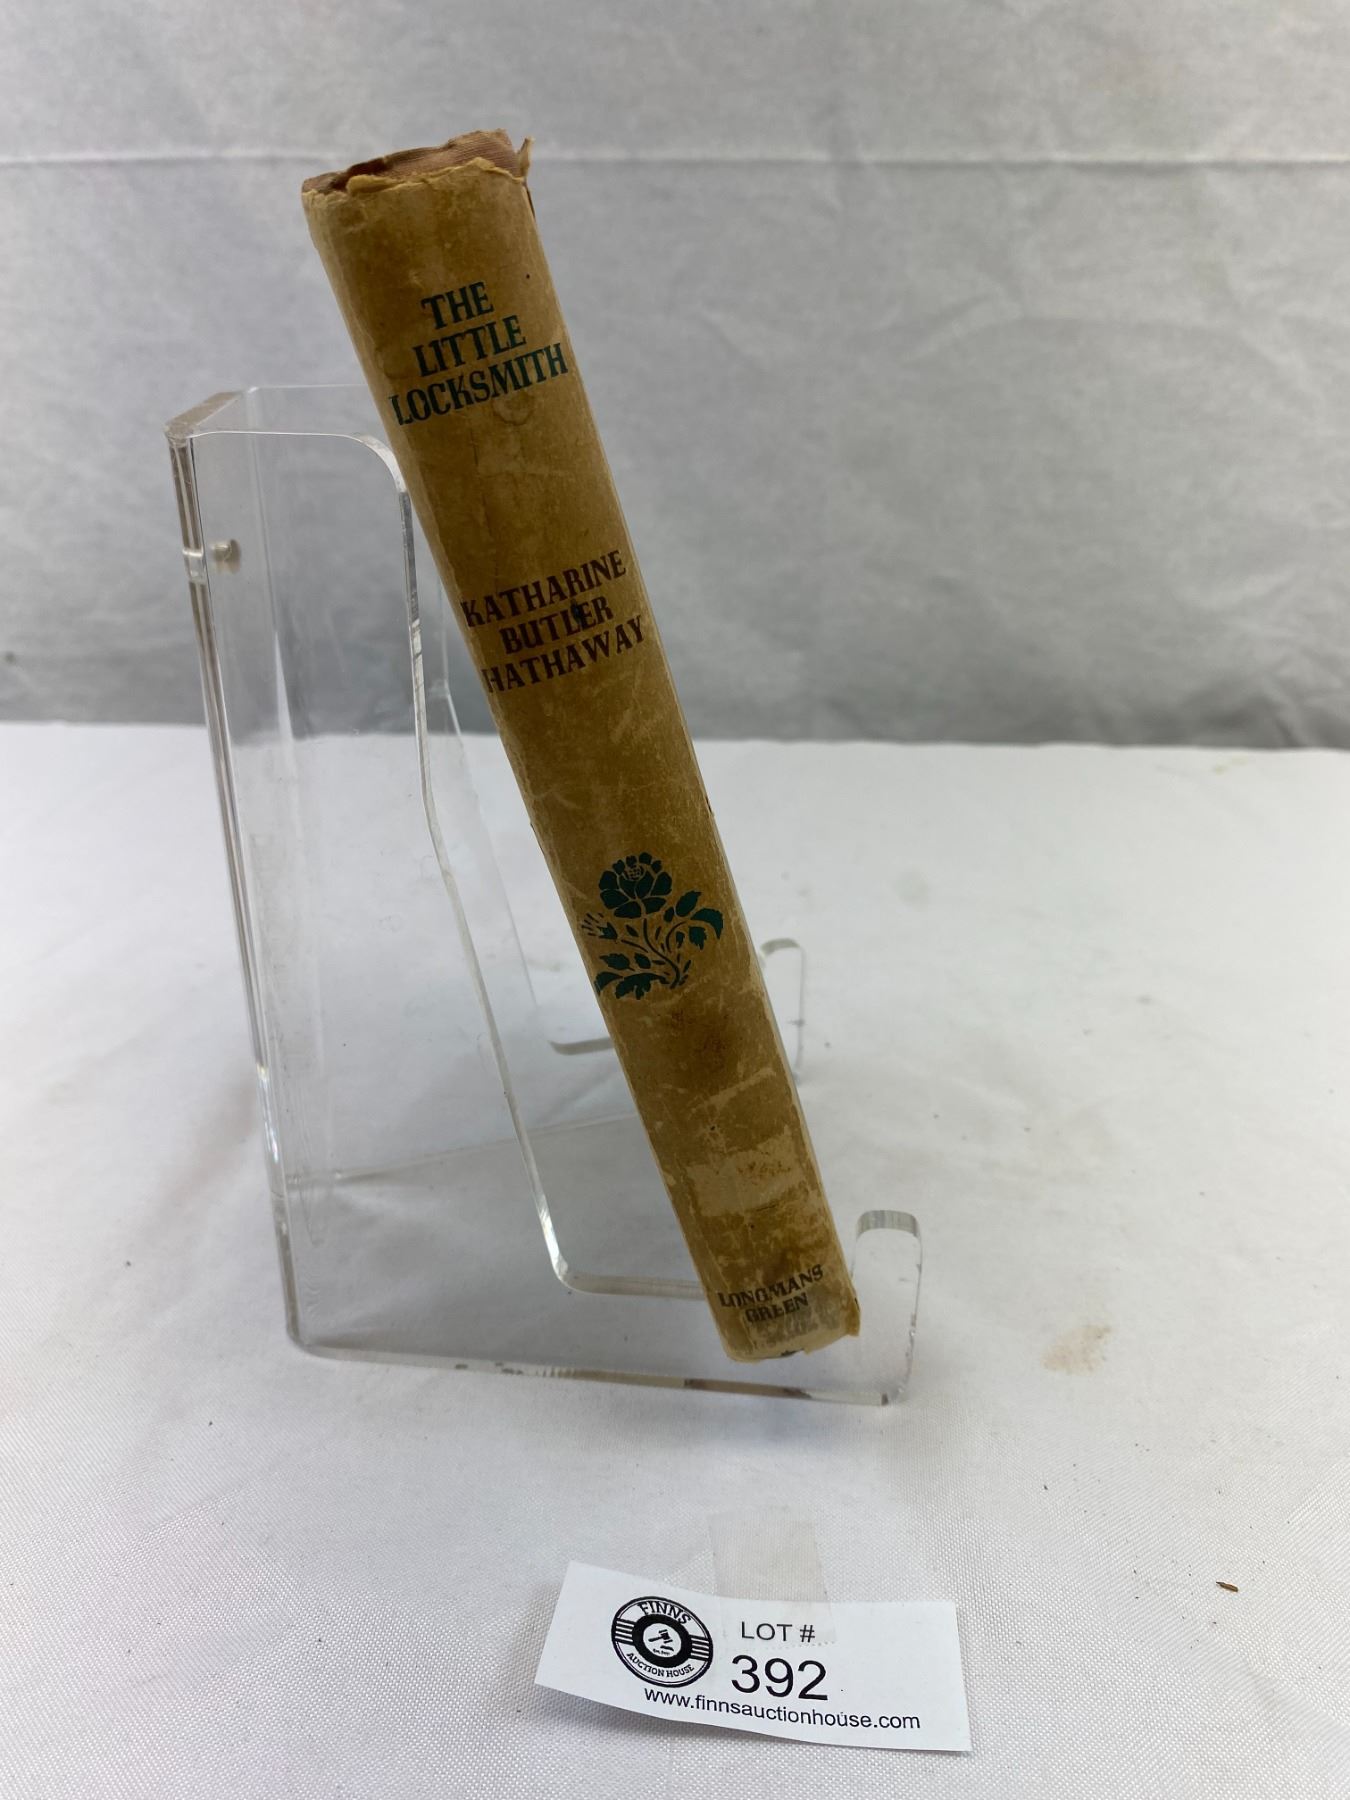 THE
LITTLE
LOCKSMITH
KATHARINE
BUTLER
HATHAWAY
LONGMANS
GREEN
FINNS
AUCTION HOUSE
LOT #
392
www.finnsauctionhouse.com